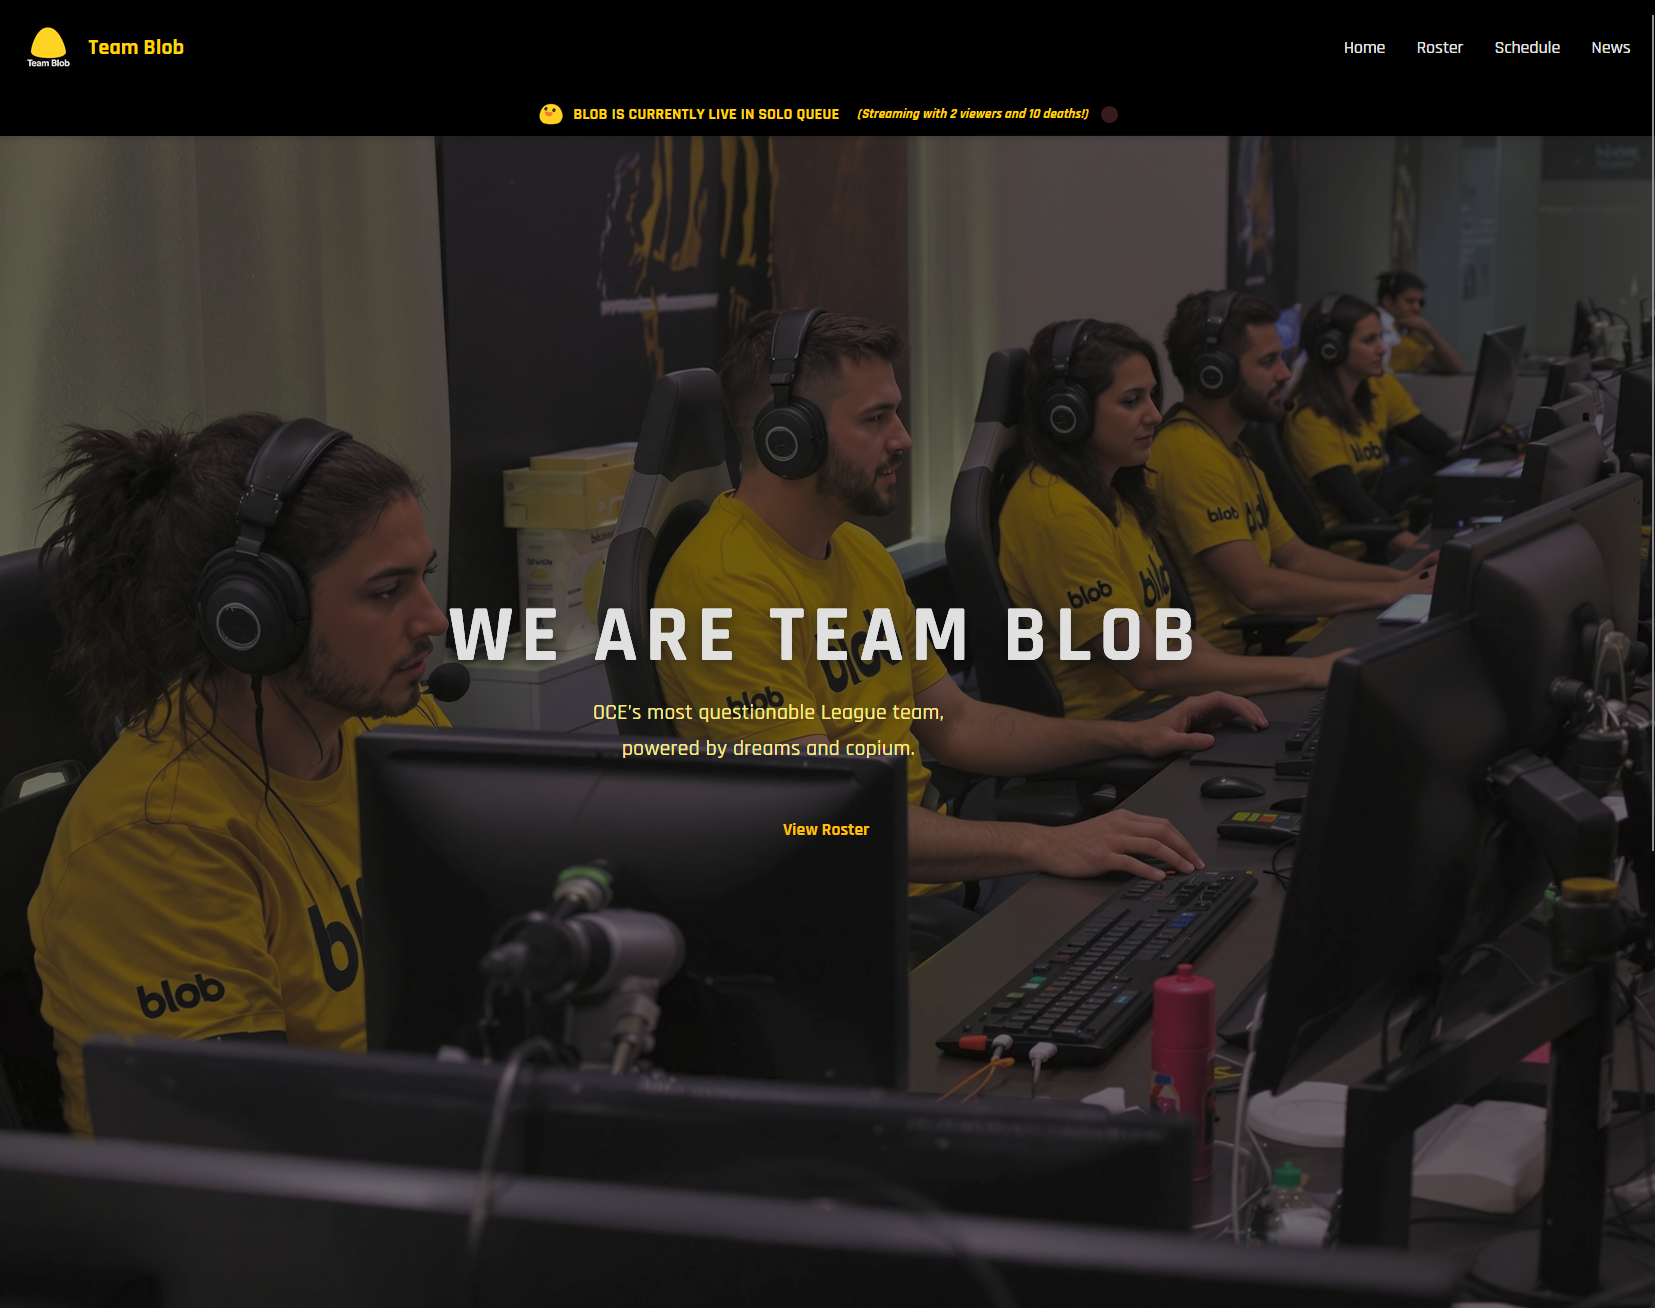 Team Blob
Team Blob
Home
Roster
Schedule
News
BLOB IS CURRENTLY LIVE IN SOLO QUEUE
(Streaming with 2 viewers and 10 deaths!)
blob
blob
blob
blob
WE ARE TEAM BLOB
blob
blob
OCE's most questionable League team,
powered by dreams and copium.
View Roster
blob